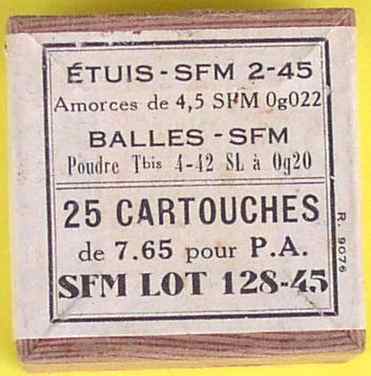 ÉTUIS - SFM 2-45
Amorces de 4,5 SFM 0g022
BALLES - SFM
Poudre Tbis 4-42 SL à 0g20
25 CARTOUCHES
de 7.65 pour P.A.
SFM LOT 128-45
R. 9076